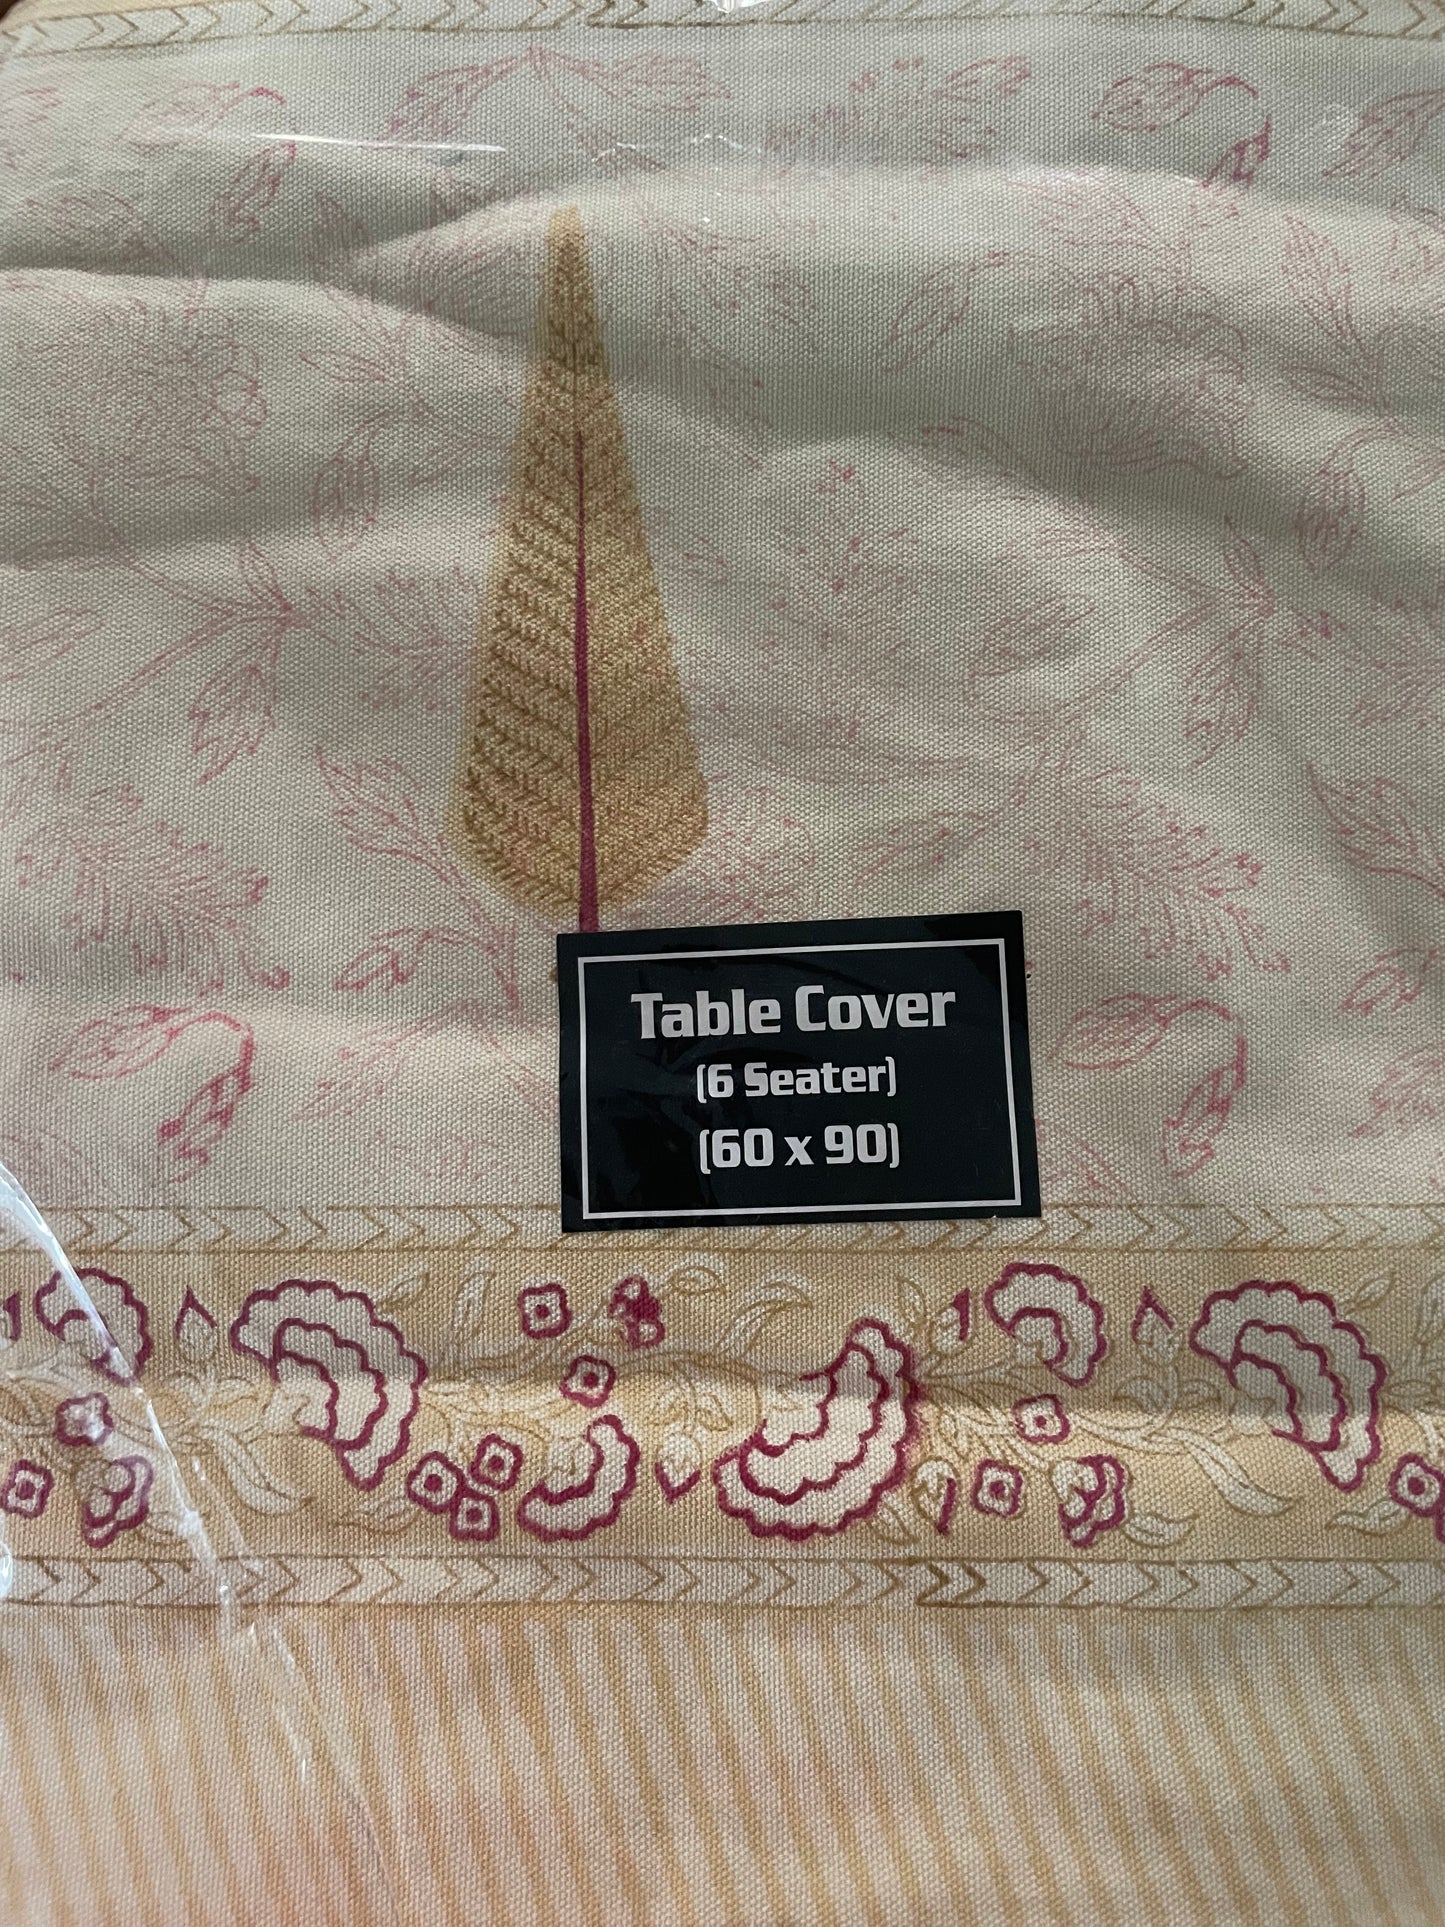 Table Cover
(6 Seater)
(60 x 90)